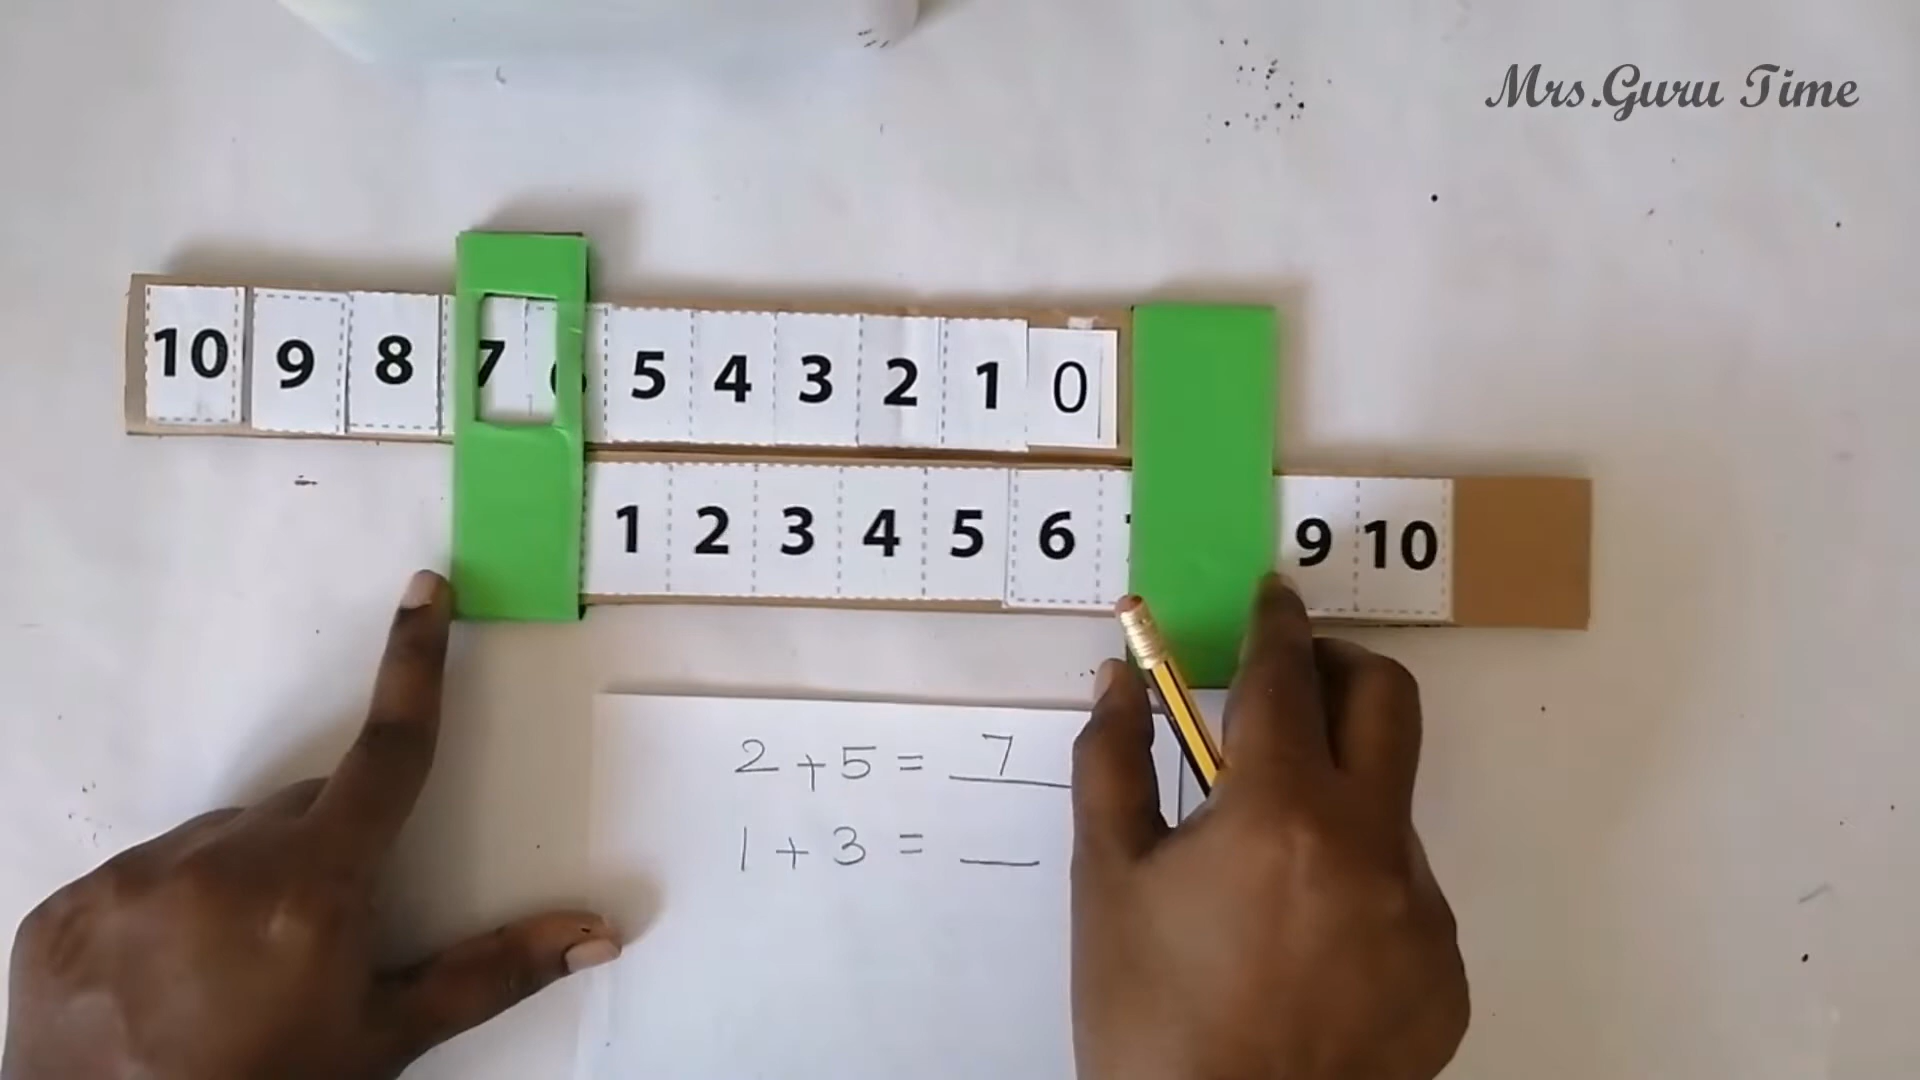 Mrs.Guru Time
10 9 8 7 5 4 3 2 1 0
1 2 3 4 5 6 9 10
2 + 5 = 7
1 + 3 = __